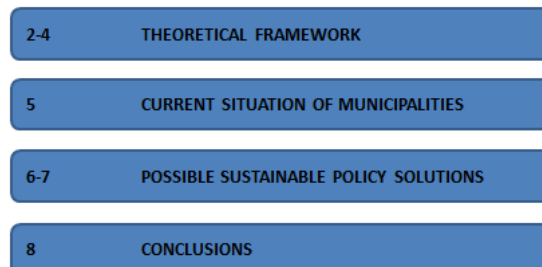 2-4 THEORETICAL FRAMEWORK
5 CURRENT SITUATION OF MUNICIPALITIES
6-7 POSSIBLE SUSTAINABLE POLICY SOLUTIONS
8 CONCLUSIONS